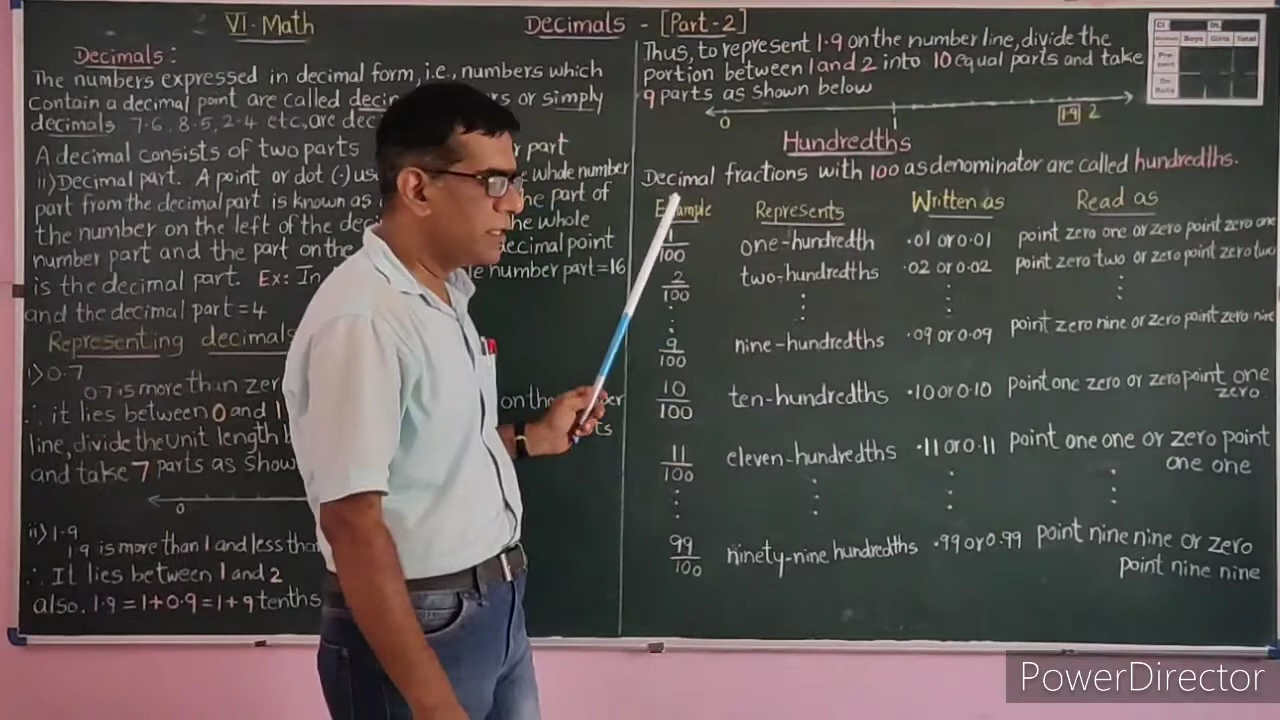 VI - Math
Decimals - [Part-2]
Decimals :
The numbers expressed in decimal form, i.e., numbers which
contain a decimal point are called or simply
decimals 7.6, 8.5, 2.4 etc, are
A decimal consists of two parts part
ii) Decimal part. A point or dot (.) whole number
part from the decimal part is known as part of
the number on the left of the whole
number part and the part on the decimal point
is the decimal part. Ex: In number part = 16
and the decimal part = 4
Representing decimals
i) 0.7
0.7 is more than
∴ it lies between 0 and 1 on the
line, divide the unit length
and take 7 parts as
0
ii) 1.9
1.9 is more than 1 and less
∴ It lies between 1 and 2
also. 1.9 = 1 + 0.9 = 1 + 9 tenths
Thus, to represent 1.9 on the number line, divide the
portion between 1 and 2 into 10 equal parts and take
9 parts as shown below
0 1 1.9 2
Hundredths
Decimal fractions with 100 as denominator are called hundredths.
Example Represents Written as Read as
1/100 one-hundredth .01 or 0.01 point zero one or zero point zero one
2/100 two-hundredths .02 or 0.02 point zero two or zero point zero two
9/100 nine-hundredths .09 or 0.09 point zero nine or zero point zero nine
10/100 ten-hundredths .10 or 0.10 point one zero or zero point one
zero
11/100 eleven-hundredths .11 or 0.11 point one one or zero point
one one
99/100 ninety-nine hundredths .99 or 0.99 point nine nine or zero
point nine nine
Boys Girls Total
PowerDirector